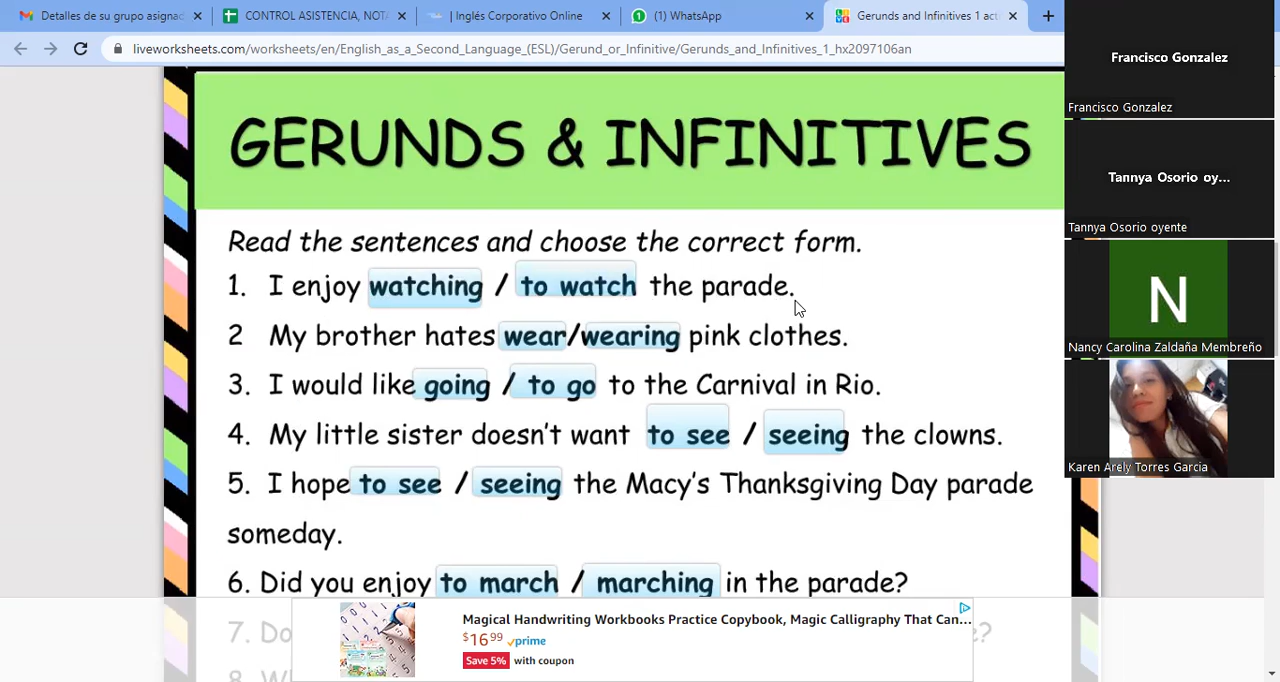 Detalles de su grupo asignad
CONTROL ASISTENCIA, NOTA
| Inglés Corporativo Online
(1) WhatsApp
Gerunds and Infinitives 1 acti
liveworksheets.com/worksheets/en/English_as_a_Second_Language_(ESL)/Gerund_or_Infinitive/Gerunds_and_Infinitives_1_hx2097106an
GERUNDS & INFINITIVES
Read the sentences and choose the correct form.
1. I enjoy watching / to watch the parade.
2 My brother hates wear/wearing pink clothes.
3. I would like going / to go to the Carnival in Rio.
4. My little sister doesn't want to see / seeing the clowns.
5. I hope to see / seeing the Macy's Thanksgiving Day parade
someday.
6. Did you enjoy to march / marching in the parade?
7. Do
e?
8. W
Magical Handwriting Workbooks Practice Copybook, Magic Calligraphy That Can...
$16 99 prime
Save 5% with coupon
Francisco Gonzalez
Francisco Gonzalez
Tannya Osorio oy...
Tannya Osorio oyente
N
Nancy Carolina Zaldaña Membreño
Karen Arely Torres Garcia